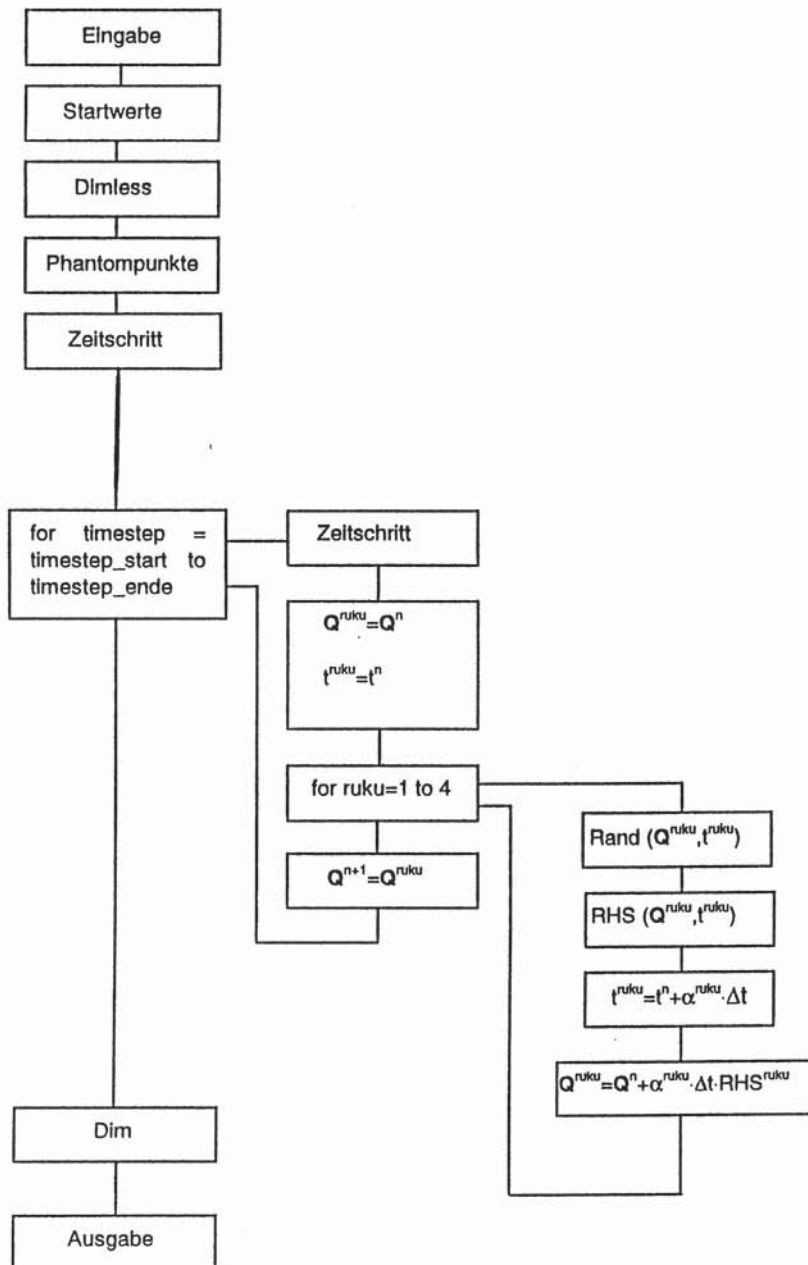 Eingabe
Startwerte
Dimless
Phantompunkte
Zeitschritt
for timestep =
timestep_start to
timestep_ende
Zeitschritt
Q^ruku=Q^n
t^ruku=t^n
for ruku=1 to 4
Q^n+1=Q^ruku
Rand (Q^ruku,t^ruku)
RHS (Q^ruku,t^ruku)
t^ruku=t^n+α^ruku·Δt
Q^ruku=Q^n+α^ruku·Δt·RHS^ruku
Dim
Ausgabe